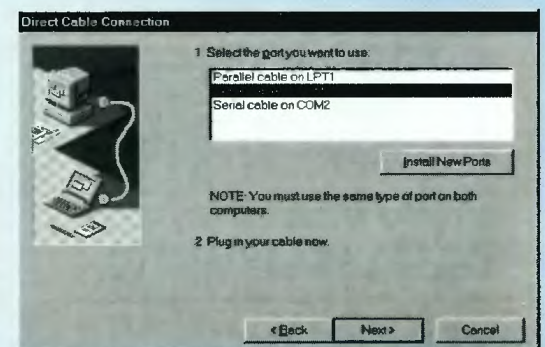 Direct Cable Connection
1 Select the port you want to use:
Parallel cable on LPT1
Serial cable on COM2
Install New Ports
NOTE: You must use the same type of port on both
computers.
2 Plug in your cable now.
< Back
Next >
Cancel